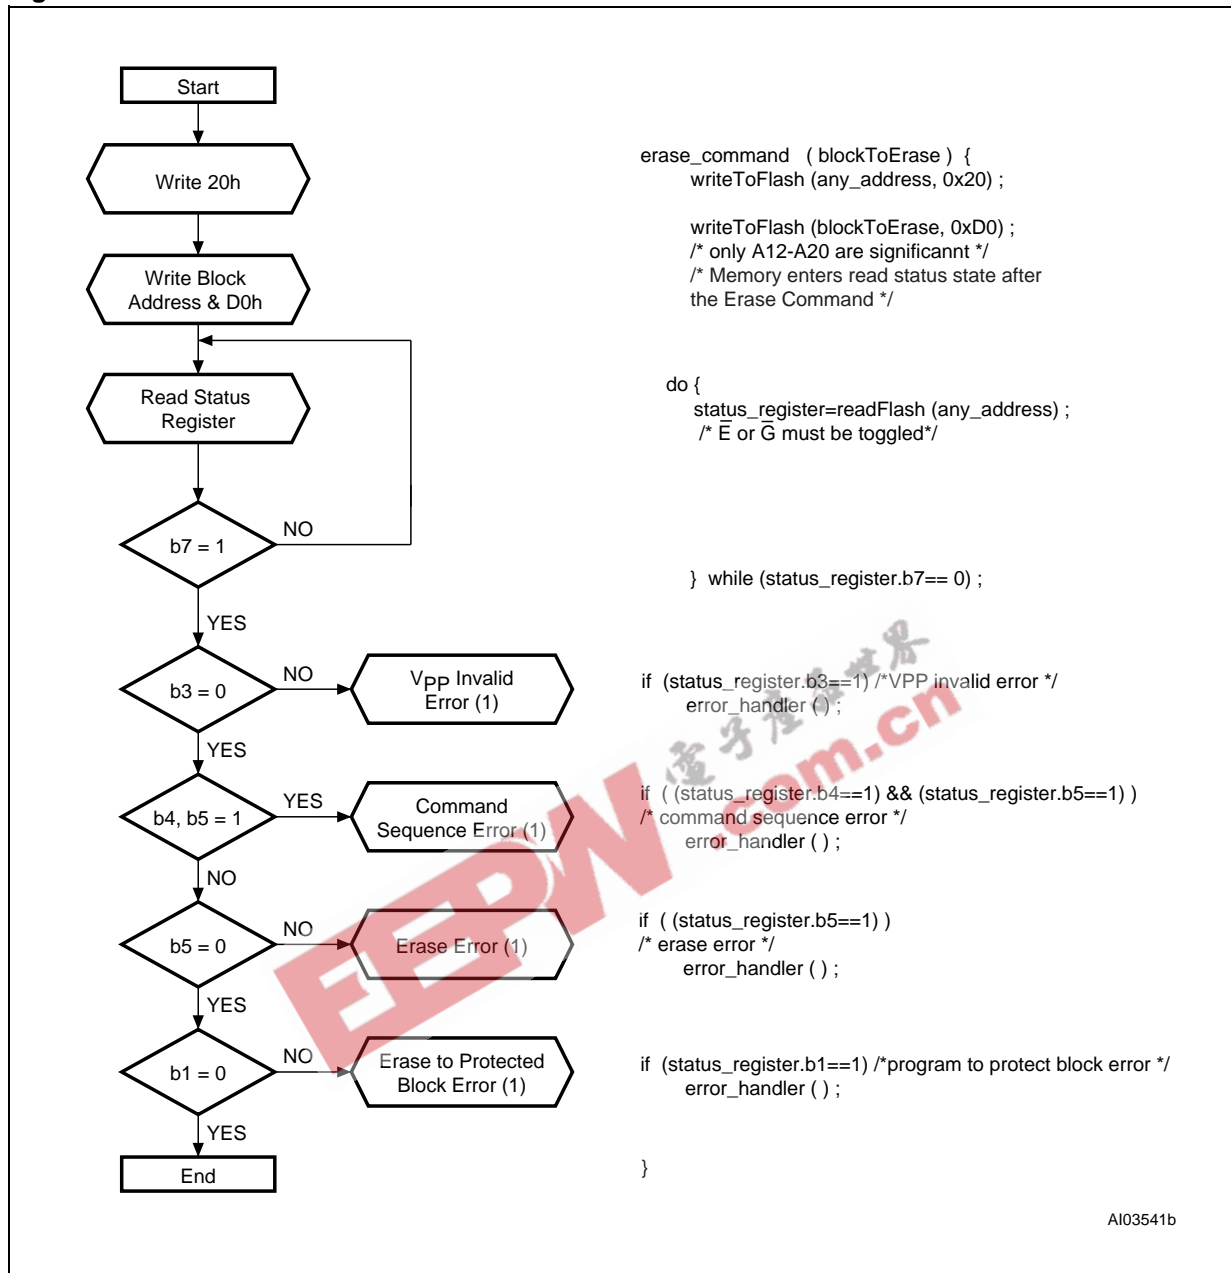 Start
Write 20h
Write Block
Address & D0h
Read Status
Register
b7 = 1
NO
YES
b3 = 0
NO
VPP Invalid
Error (1)
YES
b4, b5 = 1
YES
Command
Sequence Error (1)
NO
b5 = 0
NO
Erase Error (1)
YES
b1 = 0
NO
Erase to Protected
Block Error (1)
YES
End
erase_command ( blockToErase ) {
writeToFlash (any_address, 0x20) ;
writeToFlash (blockToErase, 0xD0) ;
/* only A12-A20 are significannt */
/* Memory enters read status state after
the Erase Command */
do {
status_register=readFlash (any_address) ;
/* E̅ or G̅ must be toggled*/
} while (status_register.b7== 0) ;
if (status_register.b3==1) /*VPP invalid error */
error_handler ( ) ;
if ( (status_register.b4==1) && (status_register.b5==1) )
/* command sequence error */
error_handler ( ) ;
if ( (status_register.b5==1) )
/* erase error */
error_handler ( ) ;
if (status_register.b1==1) /*program to protect block error */
error_handler ( ) ;
}
AI03541b
EEPW
電子產品世界
.com.cn